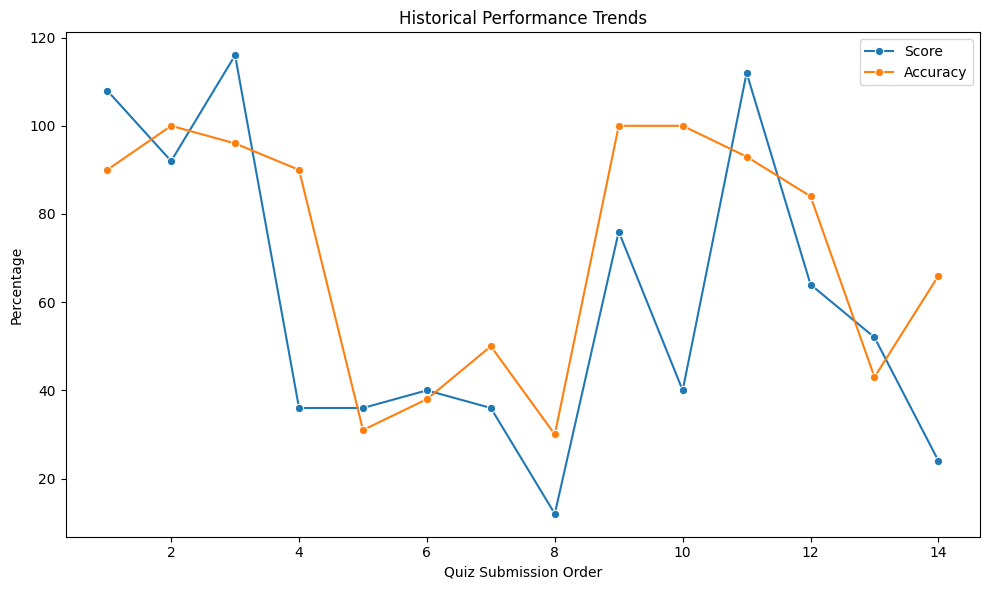 Historical Performance Trends
Score
Accuracy
Percentage
120
100
80
60
40
20
2 4 6 8 10 12 14
Quiz Submission Order